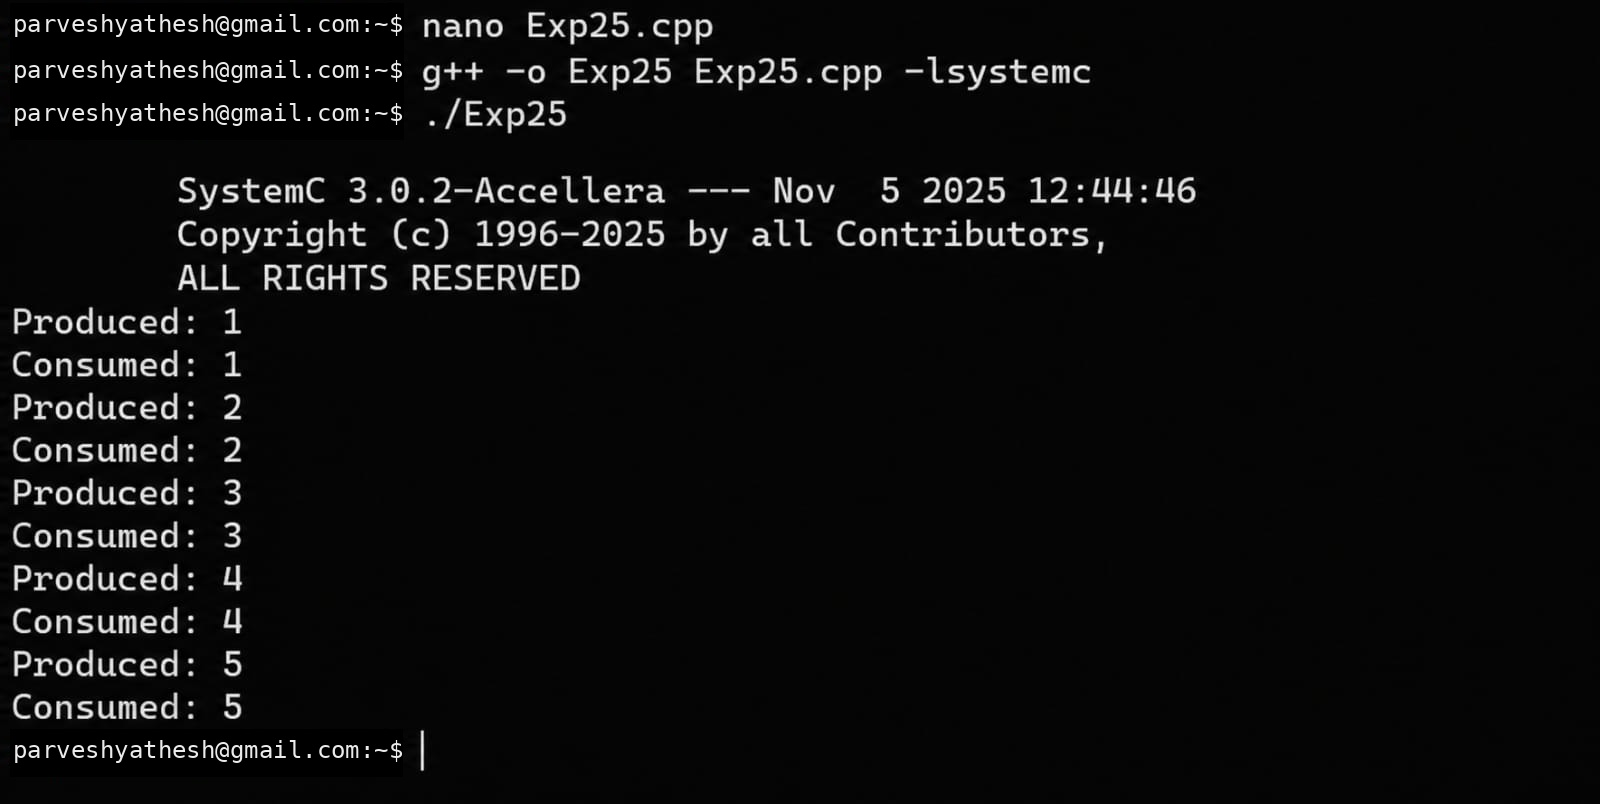 parveshyathesh@gmail.com:~$ nano Exp25.cpp
parveshyathesh@gmail.com:~$ g++ -o Exp25 Exp25.cpp -lsystemc
parveshyathesh@gmail.com:~$ ./Exp25
SystemC 3.0.2-Accellera --- Nov  5 2025 12:44:46
Copyright (c) 1996-2025 by all Contributors,
ALL RIGHTS RESERVED
Produced: 1
Consumed: 1
Produced: 2
Consumed: 2
Produced: 3
Consumed: 3
Produced: 4
Consumed: 4
Produced: 5
Consumed: 5
parveshyathesh@gmail.com:~$